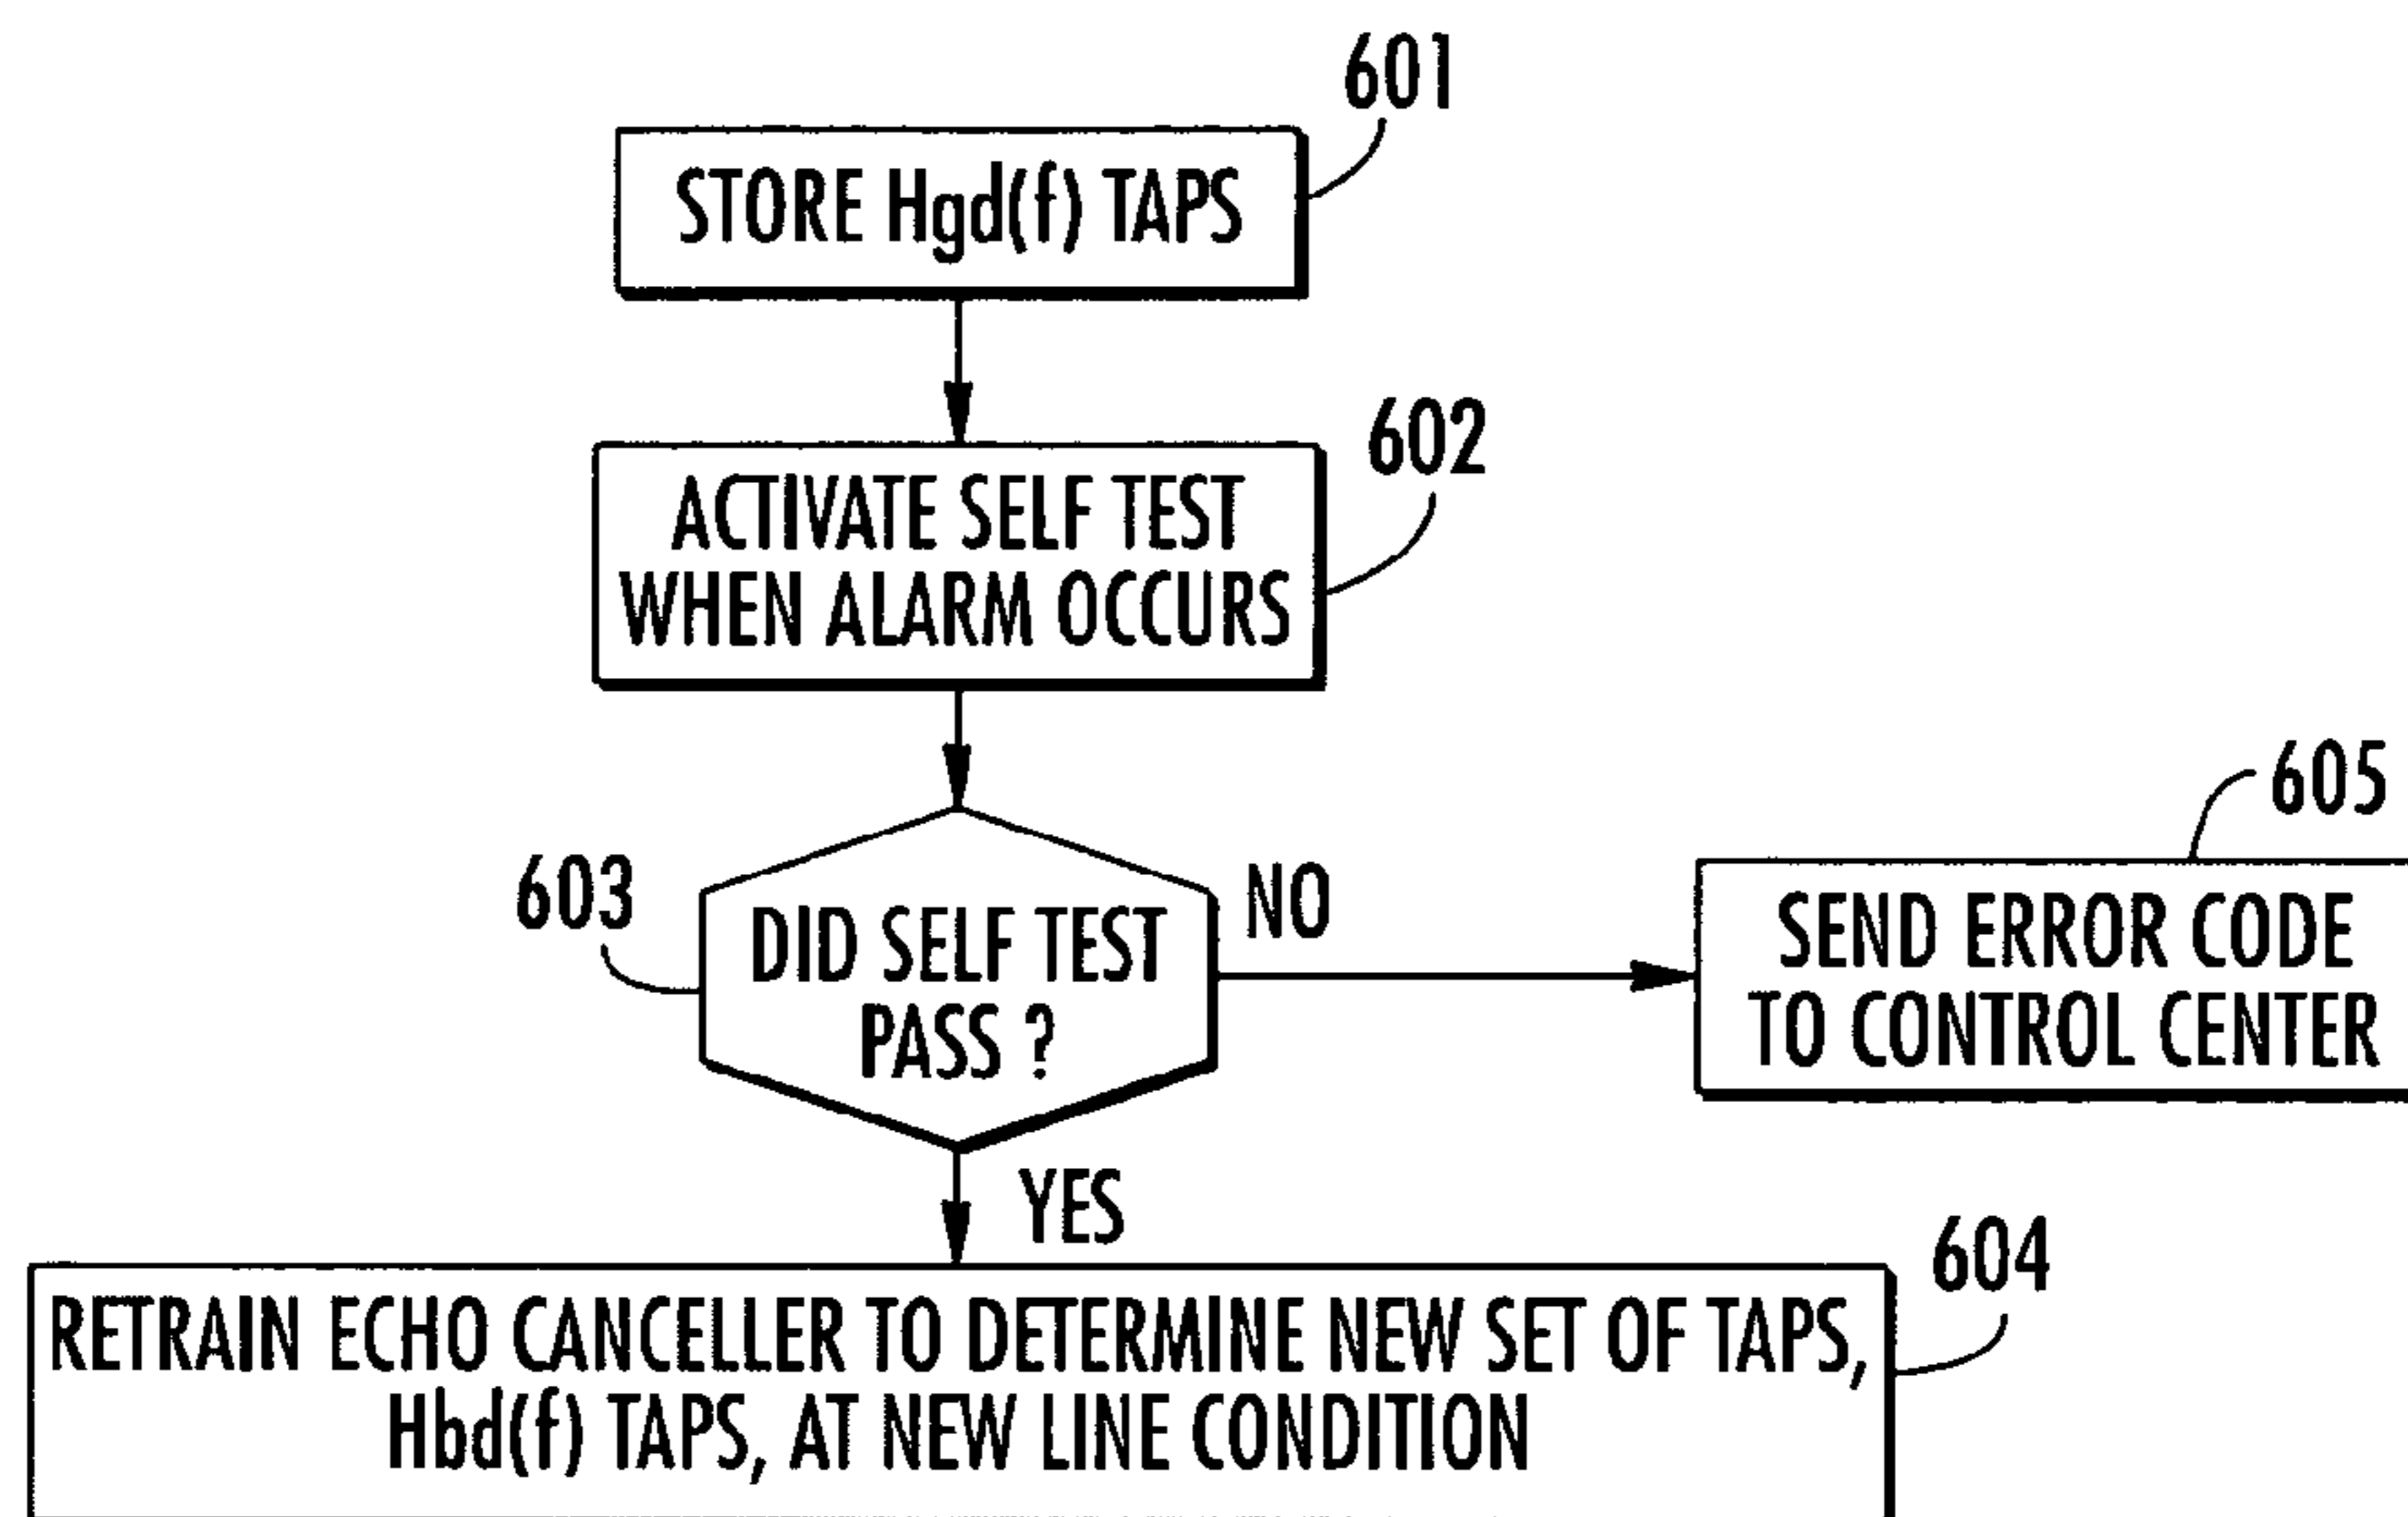 601
STORE Hgd(f) TAPS
602
ACTIVATE SELF TEST
WHEN ALARM OCCURS
603
DID SELF TEST
PASS ?
NO
605
SEND ERROR CODE
TO CONTROL CENTER
YES
604
RETRAIN ECHO CANCELLER TO DETERMINE NEW SET OF TAPS,
Hbd(f) TAPS, AT NEW LINE CONDITION